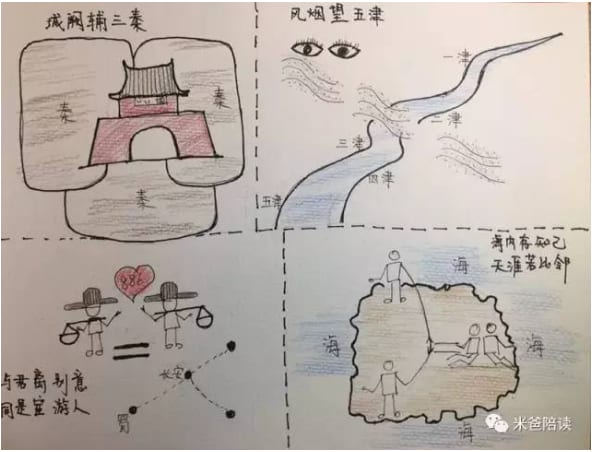 城阙辅三秦
秦
秦
秦
风烟望五津
一津
二津
三津
四津
五津
886
与君离别意
同是宦游人
长安
蜀
海内存知己
天涯若比邻
海
海
海
海
米爸陪读